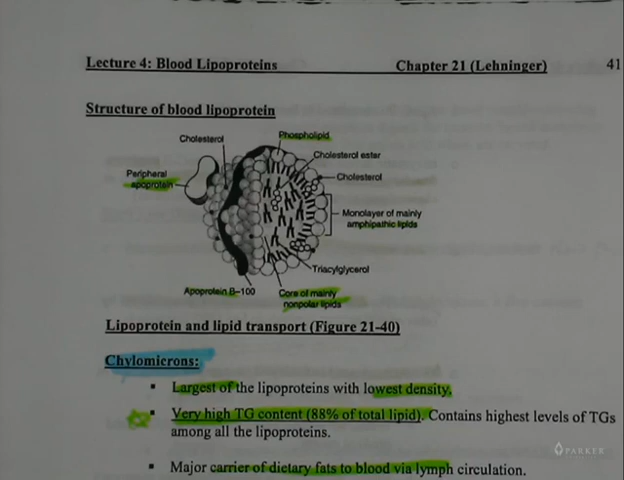 Lecture 4: Blood Lipoproteins Chapter 21 (Lehninger) 41
Structure of blood lipoprotein
Cholesterol
Phospholipid
Cholesterol ester
Peripheral
apoprotein
Cholesterol
Monolayer of mainly
amphipathic lipids
Triacylglycerol
Apoprotein B-100
Core of mainly
nonpolar lipids
Lipoprotein and lipid transport (Figure 21-40)
Chylomicrons:
▪ Largest of the lipoproteins with lowest density.
▪ Very high TG content (88% of total lipid). Contains highest levels of TGs
among all the lipoproteins.
▪ Major carrier of dietary fats to blood via lymph circulation.
PARKER